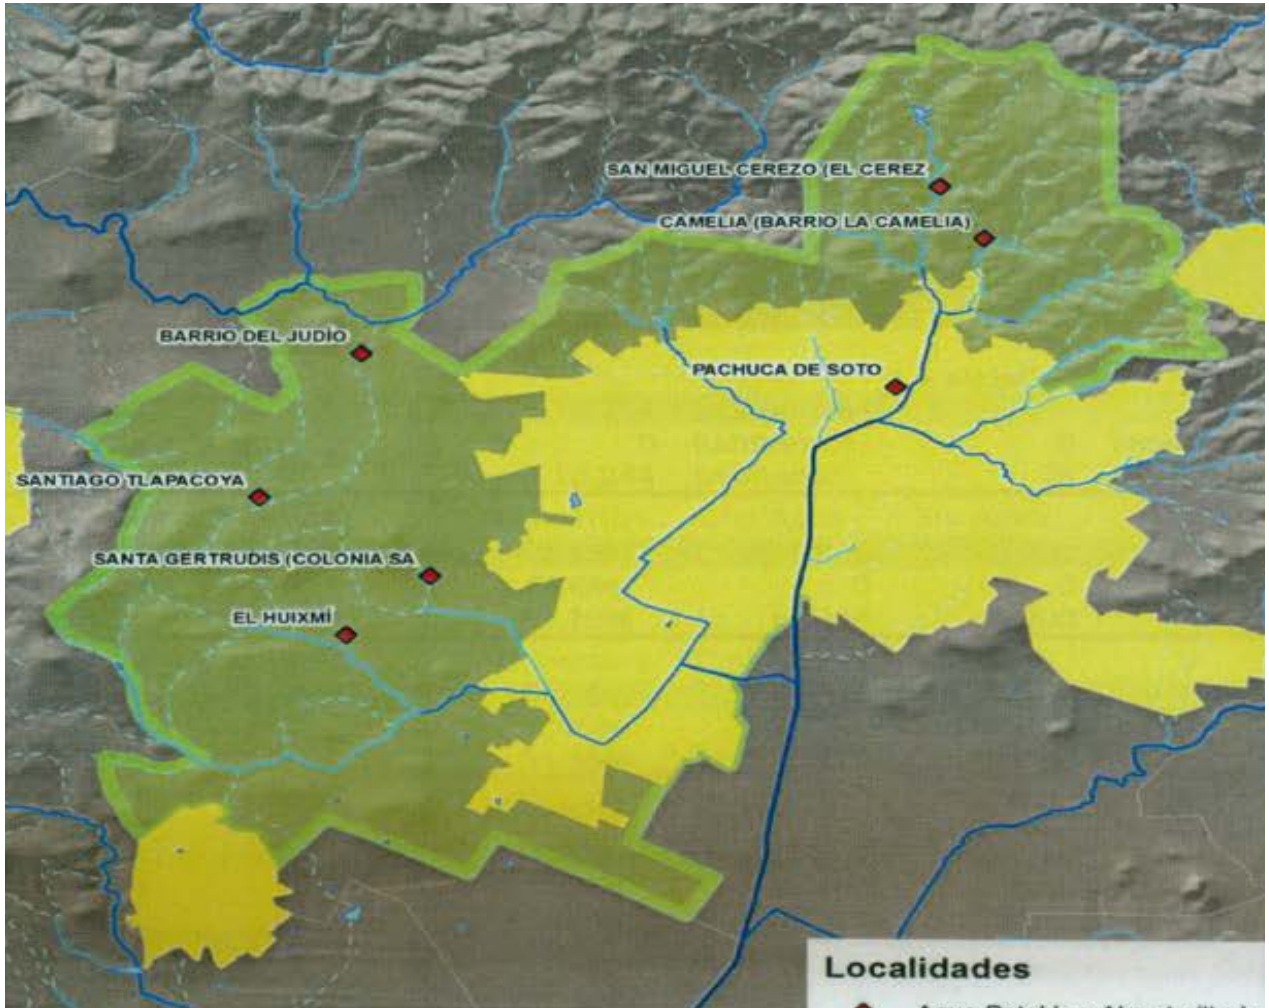 SAN MIGUEL CEREZO (EL CEREZ
CAMELIA (BARRIO LA CAMELIA)
BARRIO DEL JUDÍO
PACHUCA DE SOTO
SANTIAGO TLAPACOYA
SANTA GERTRUDIS (COLONIA SA
EL HUIXMÍ
Localidades